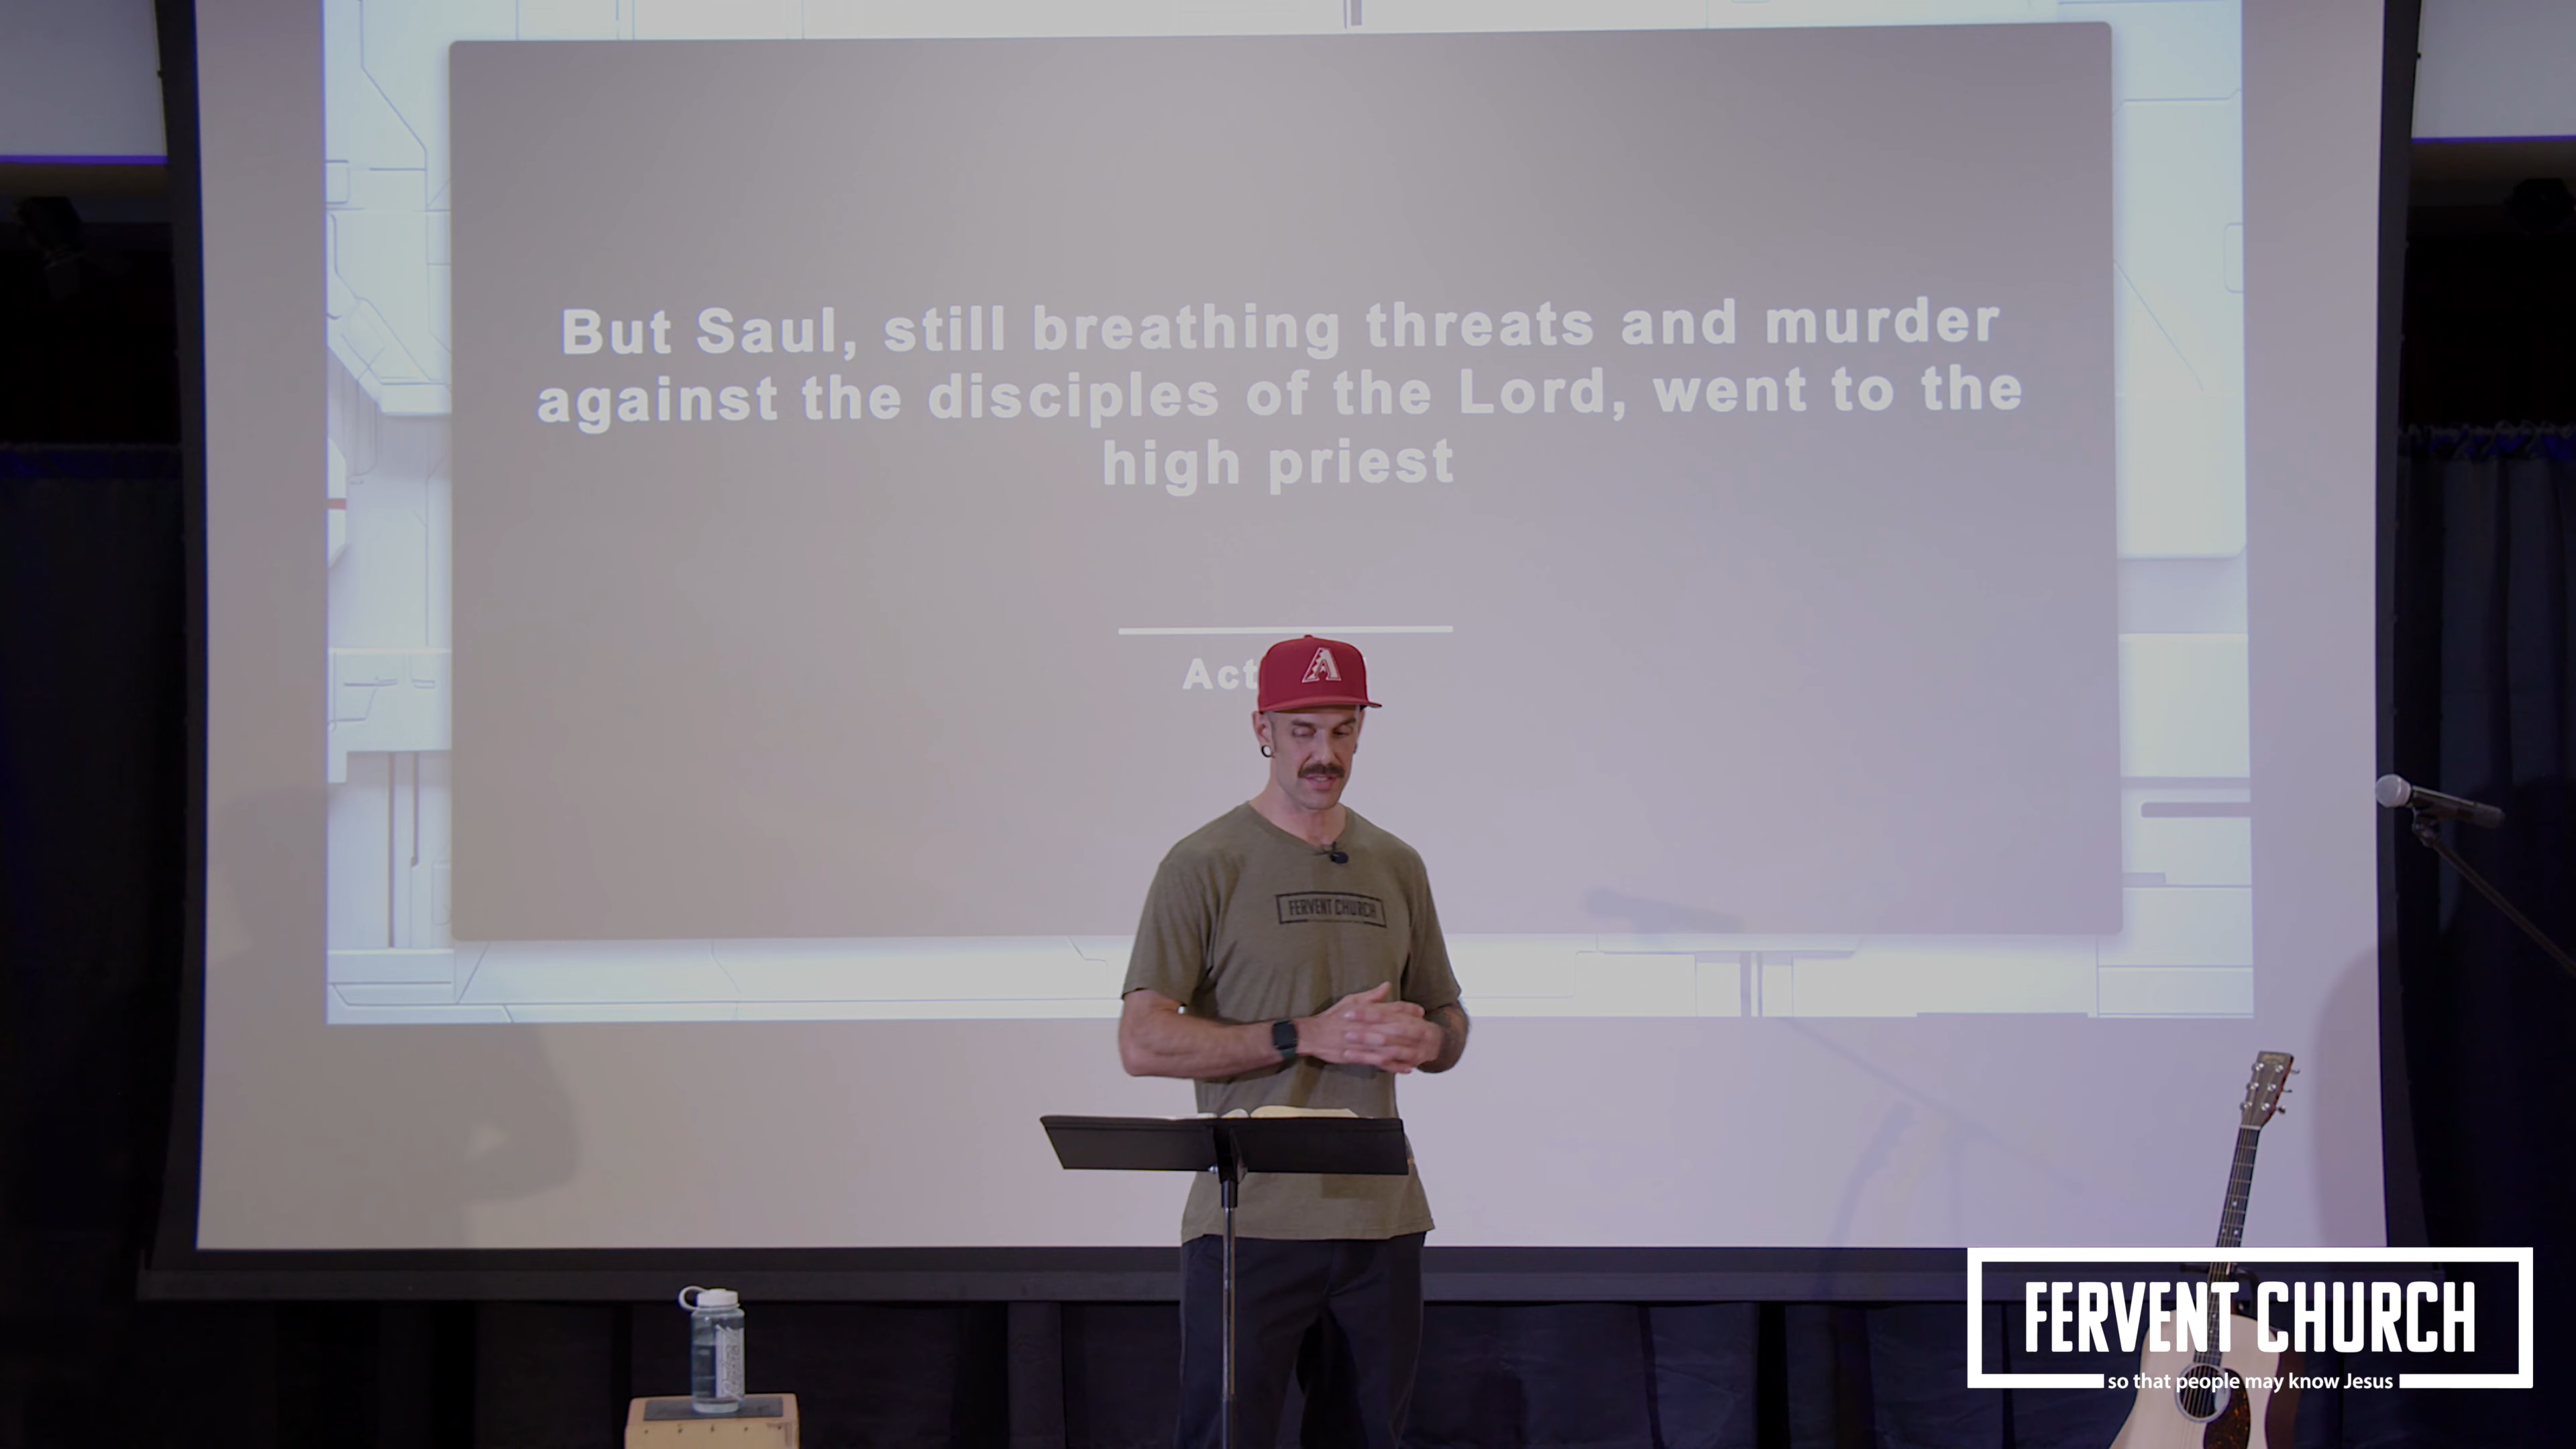 But Saul, still breathing threats and murder
against the disciples of the Lord, went to the
high priest
Act
A
FERVENT CHURCH
FERVENT CHURCH
so that people may know Jesus